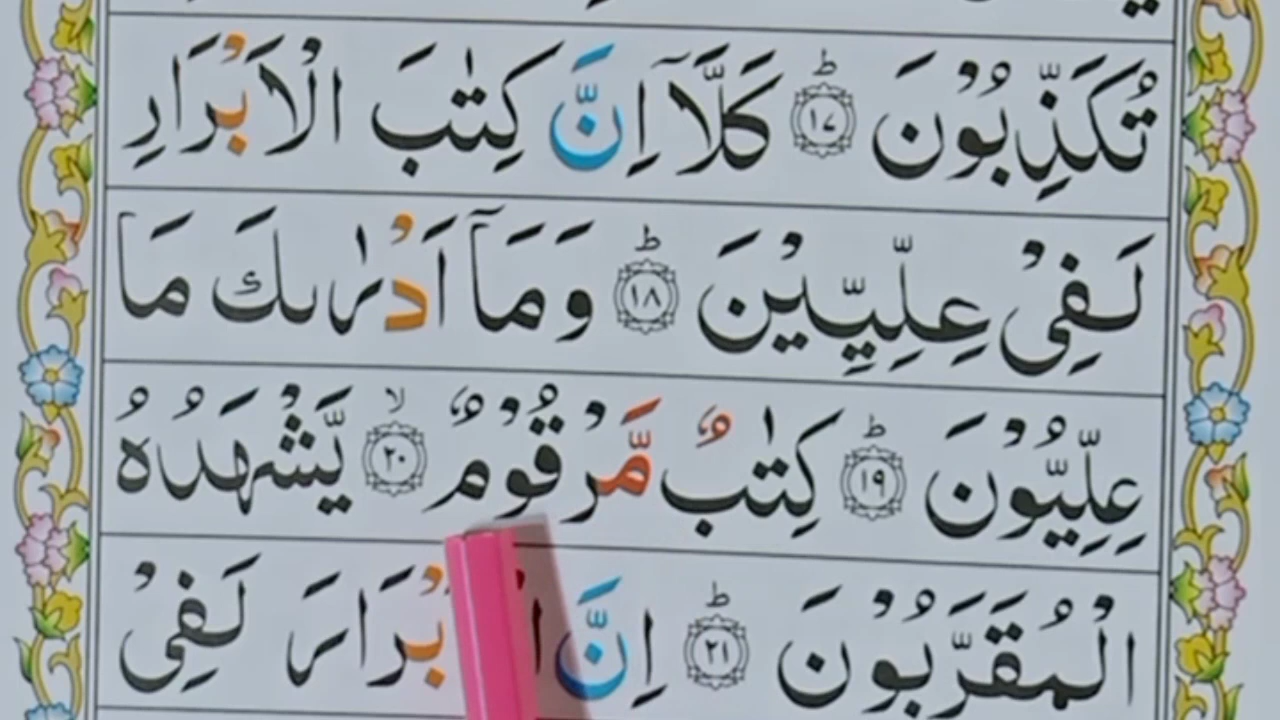 تُكَذِّبُوْنَ ؕ ۝١٧ كَلَّاۤ اِنَّ كِتٰبَ الْاَبْرَارِ
لَفِیْ عِلِّیِّیْنَ ؕ ۝١٨ وَمَاۤ اَدْرٰىكَ مَا
عِلِّیُّوْنَ ؕ ۝١٩ كِتٰبٌ مَّرْقُوْمٌ ۙ ۝٢٠ یَّشْهَدُهُ
الْمُقَرَّبُوْنَ ؕ ۝٢١ اِنَّ بْرَارَ لَفِیْ